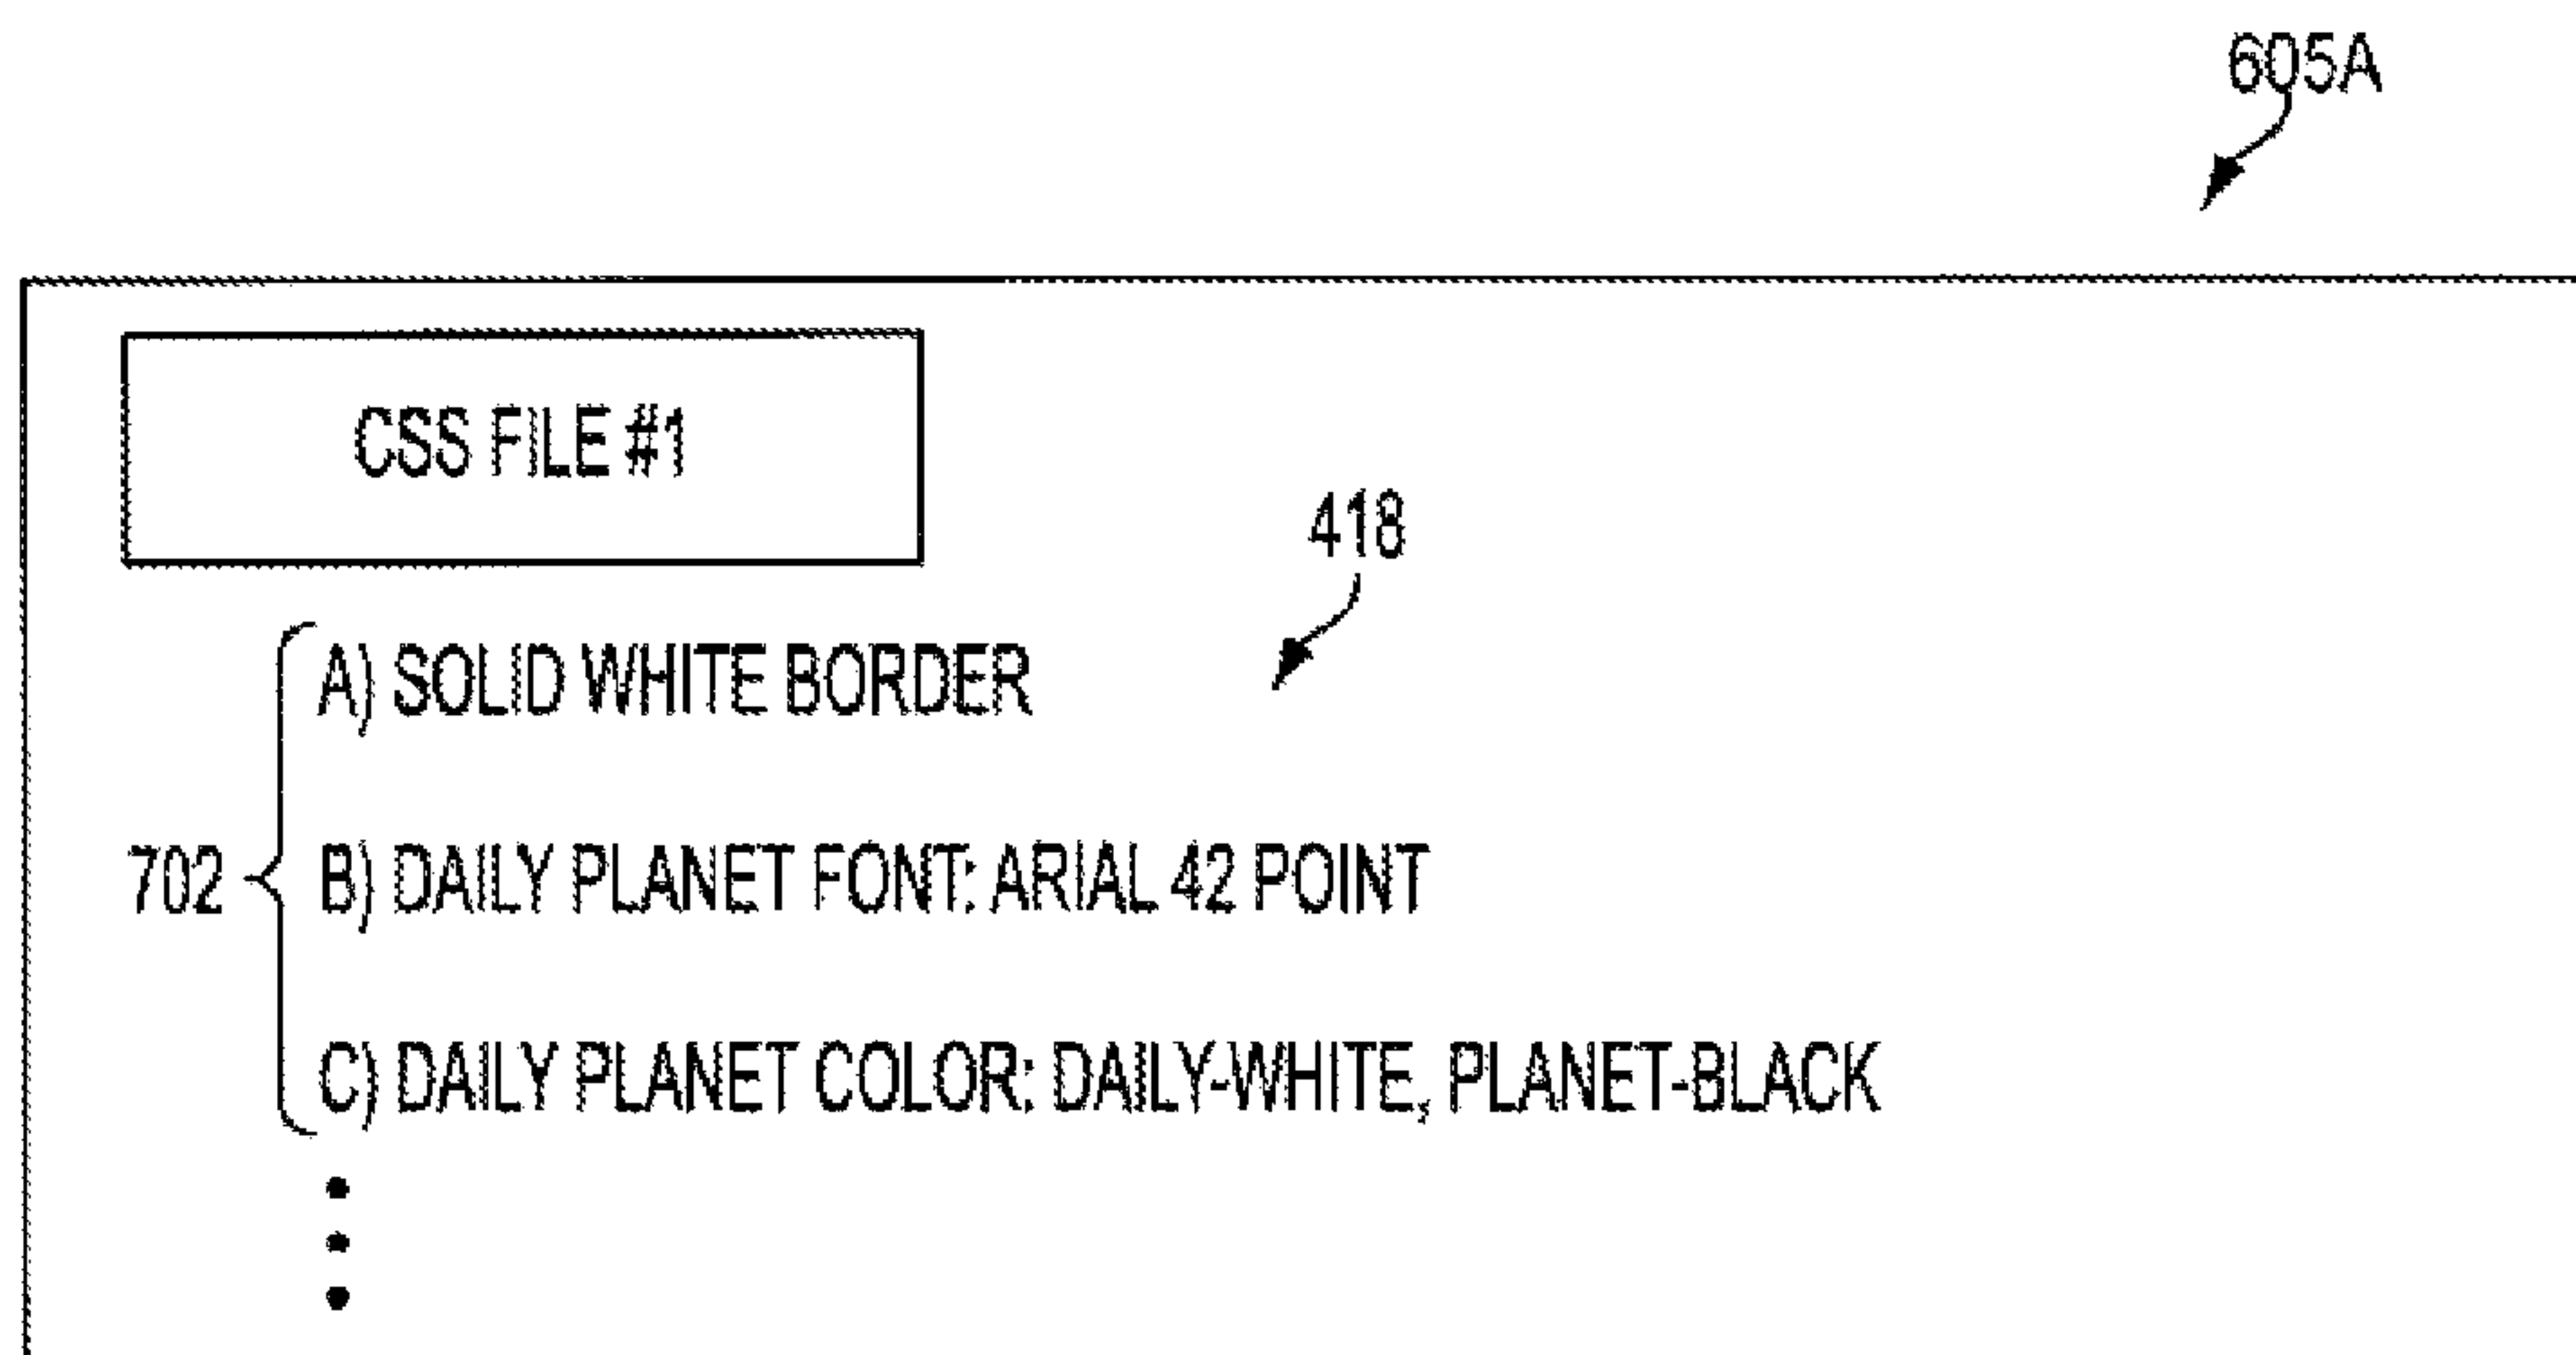 605A
CSS FILE #1
418
A) SOLID WHITE BORDER
702
B) DAILY PLANET FONT: ARIAL 42 POINT
C) DAILY PLANET COLOR: DAILY-WHITE, PLANET-BLACK